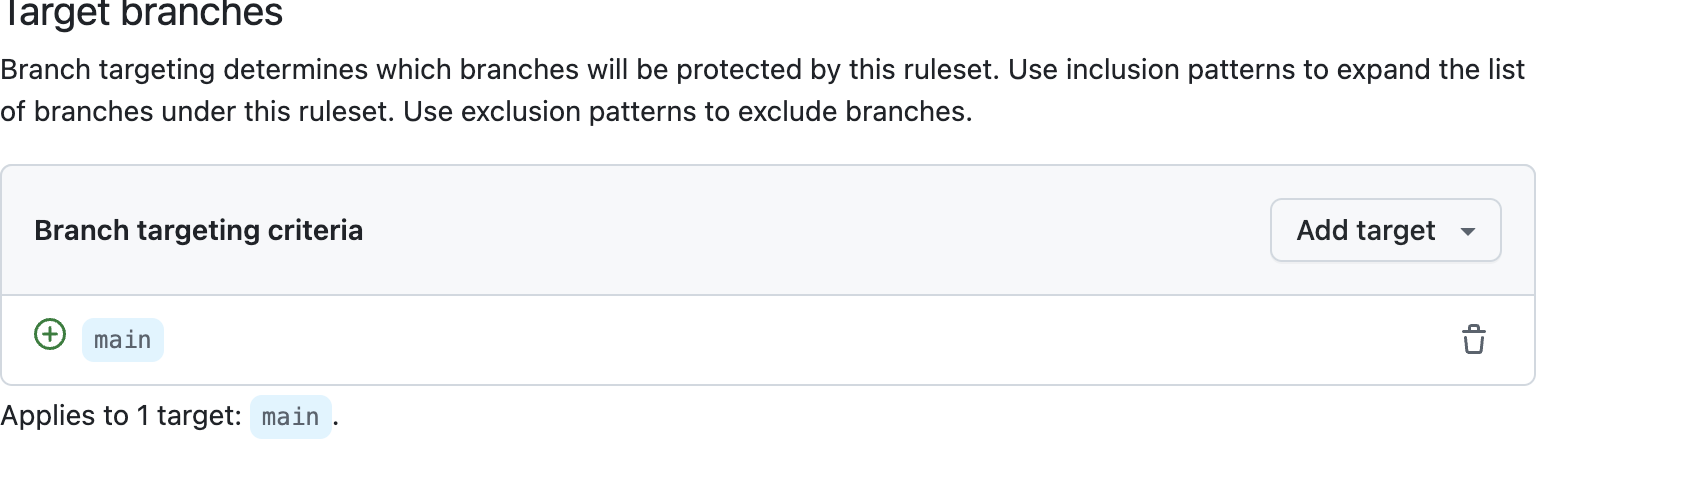 Target branches
Branch targeting determines which branches will be protected by this ruleset. Use inclusion patterns to expand the list
of branches under this ruleset. Use exclusion patterns to exclude branches.
Branch targeting criteria
Add target
main
Applies to 1 target: main.